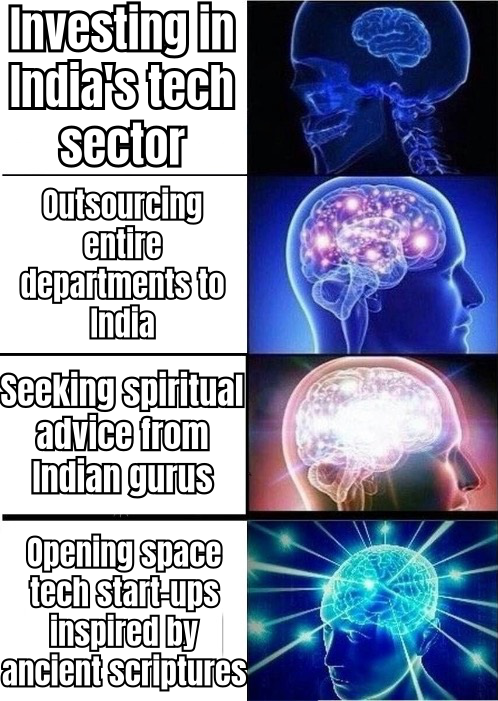 Investing in
India's tech
sector
Outsourcing
entire
departments to
India
Seeking spiritual
advice from
Indian gurus
Opening space
tech start-ups
inspired by
ancient scriptures